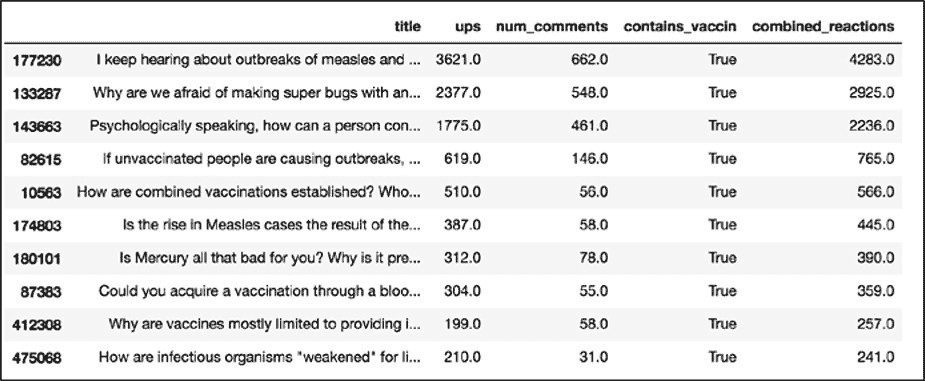 title ups num_comments contains_vaccin combined_reactions
177230 I keep hearing about outbreaks of measles and ... 3621.0 662.0 True 4283.0
133287 Why are we afraid of making super bugs with an... 2377.0 548.0 True 2925.0
143663 Psychologically speaking, how can a person con... 1775.0 461.0 True 2236.0
82615 If unvaccinated people are causing outbreaks, ... 619.0 146.0 True 765.0
10563 How are combined vaccinations established? Who... 510.0 56.0 True 566.0
174803 Is the rise in Measles cases the result of the... 387.0 58.0 True 445.0
180101 Is Mercury all that bad for you? Why is it pre... 312.0 78.0 True 390.0
87383 Could you acquire a vaccination through a bloo... 304.0 55.0 True 359.0
412308 Why are vaccines mostly limited to providing i... 199.0 58.0 True 257.0
475068 How are infectious organisms "weakened" for li... 210.0 31.0 True 241.0